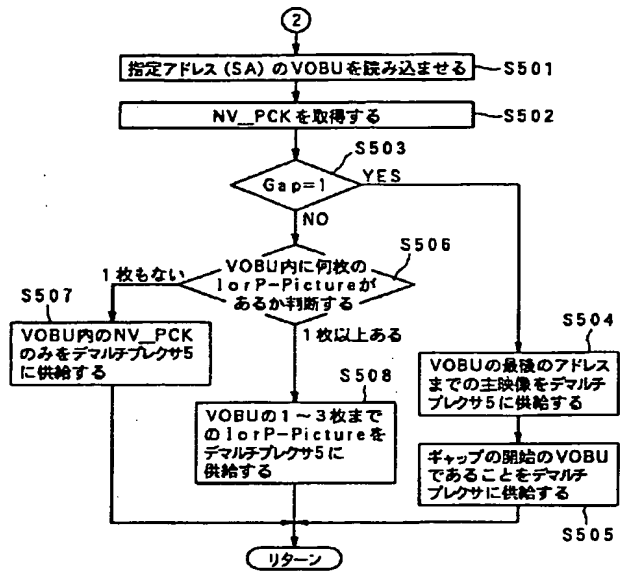 2
指定アドレス(SA)のVOBUを読み込ませる
S501
NV_PCKを取得する
S502
S503
Gap=1
YES
NO
S506
VOBU内に何枚の
IorP-Pictureが
あるか判断する
1枚もない
S507
1枚以上ある
VOBU内のNV_PCK
のみをデマルチプレクサ5
に供給する
S504
VOBUの最後のアドレス
までの主映像をデマルチ
プレクサ5に供給する
S508
VOBUの1〜3枚まで
のIorP-Pictureを
デマルチプレクサ5に
供給する
ギャップの開始のVOBU
であることをデマルチ
プレクサに供給する
S505
リターン